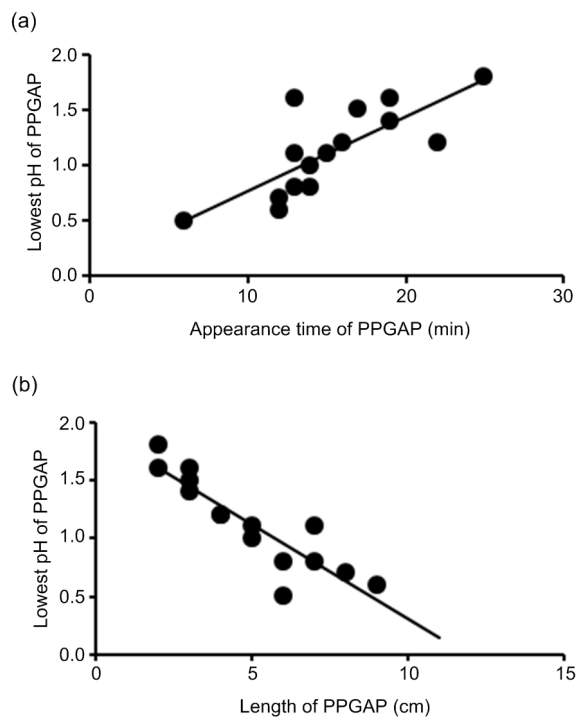 (a)
2.0
1.5
1.0
0.5
0.0
Lowest pH of PPGAP
0 10 20 30
Appearance time of PPGAP (min)
(b)
2.0
1.5
1.0
0.5
0.0
Lowest pH of PPGAP
0 5 10 15
Length of PPGAP (cm)